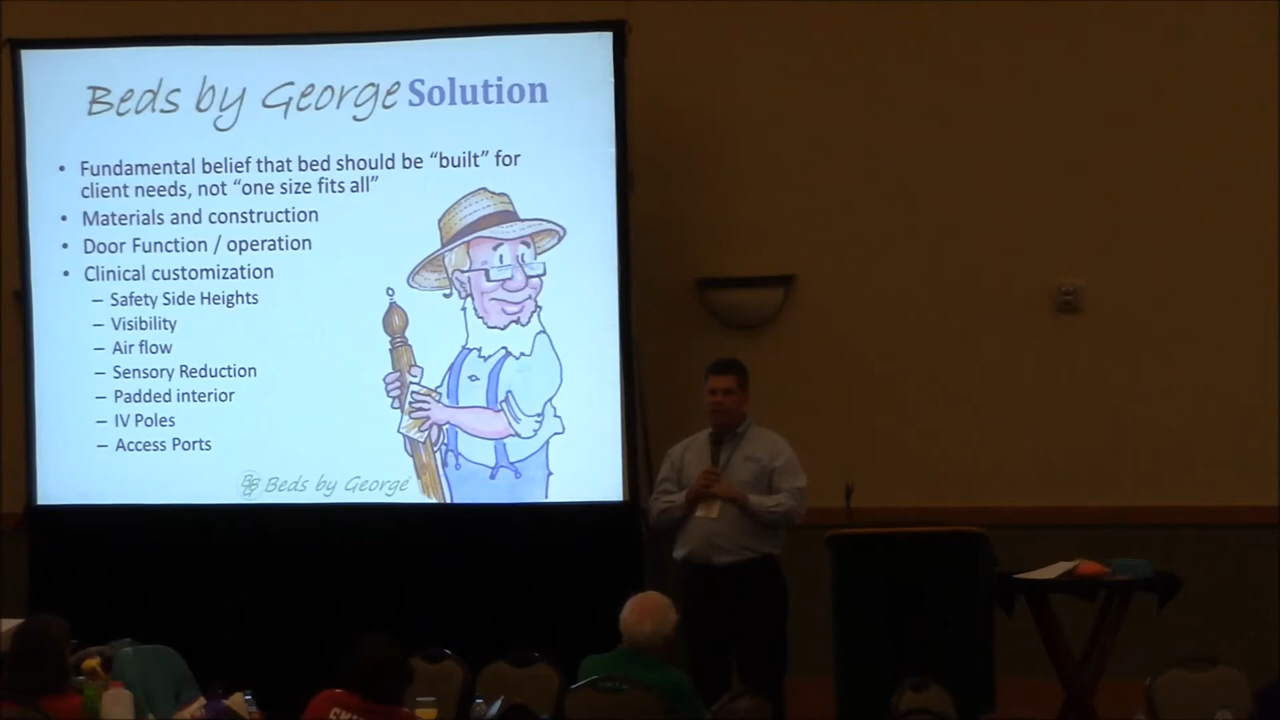 Beds by George Solution
• Fundamental belief that bed should be “built” for
client needs, not “one size fits all”
• Materials and construction
• Door Function / operation
• Clinical customization
– Safety Side Heights
– Visibility
– Air flow
– Sensory Reduction
– Padded interior
– IV Poles
– Access Ports
Beds by George